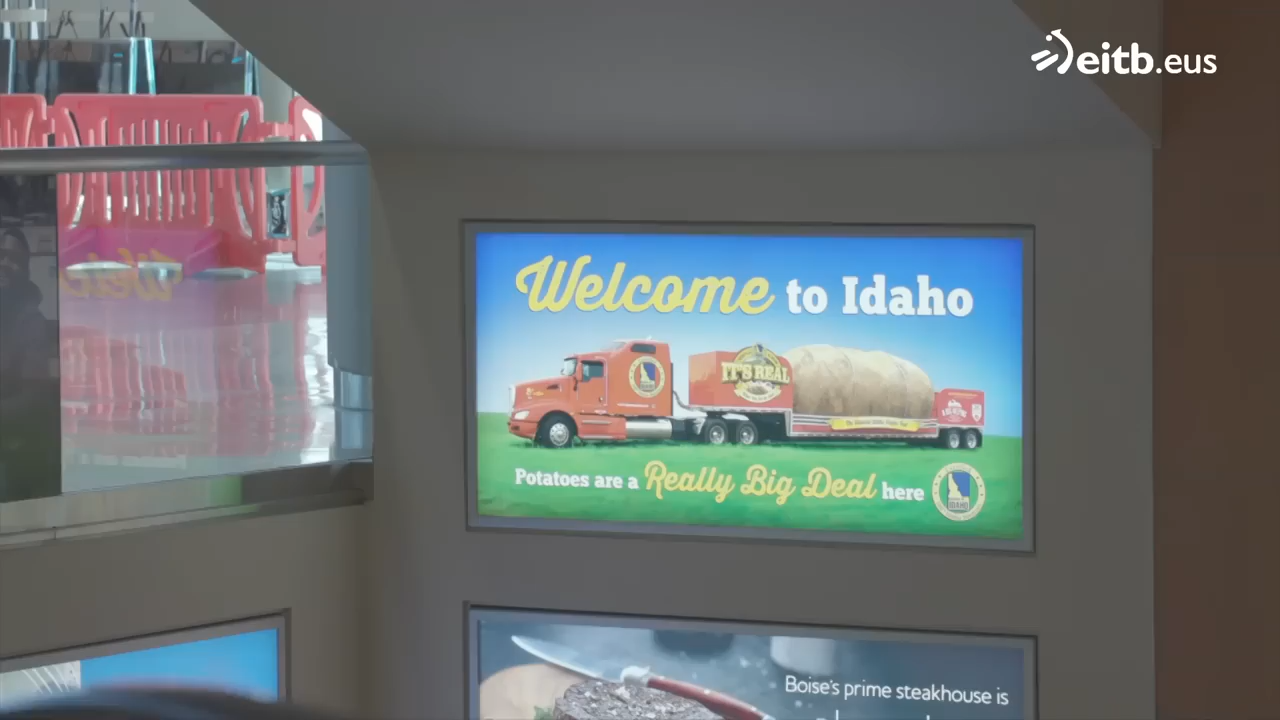 eitb.eus
Welcome to Idaho
IT'S REAL
Potatoes are a Really Big Deal here
IDAHO
Boise's prime steakhouse is